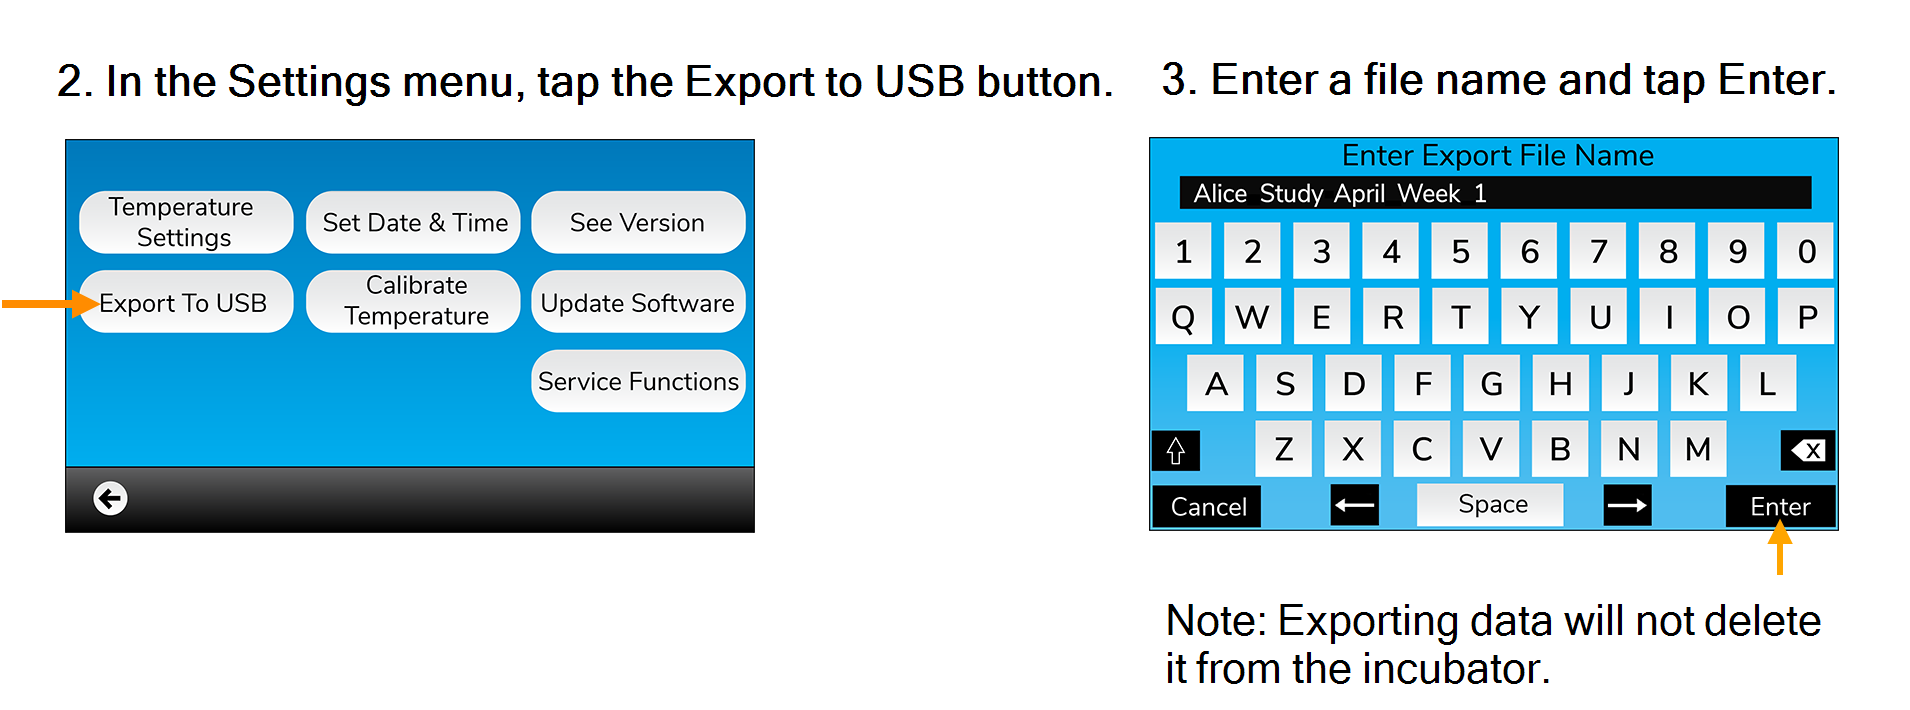 2. In the Settings menu, tap the Export to USB button.
Temperature
Settings
Set Date & Time
See Version
Export To USB
Calibrate
Temperature
Update Software
Service Functions
3. Enter a file name and tap Enter.
Enter Export File Name
Alice Study April Week 1
1 2 3 4 5 6 7 8 9 0
Q W E R T Y U I O P
A S D F G H J K L
Z X C V B N M
Cancel Space Enter
Note: Exporting data will not delete
it from the incubator.